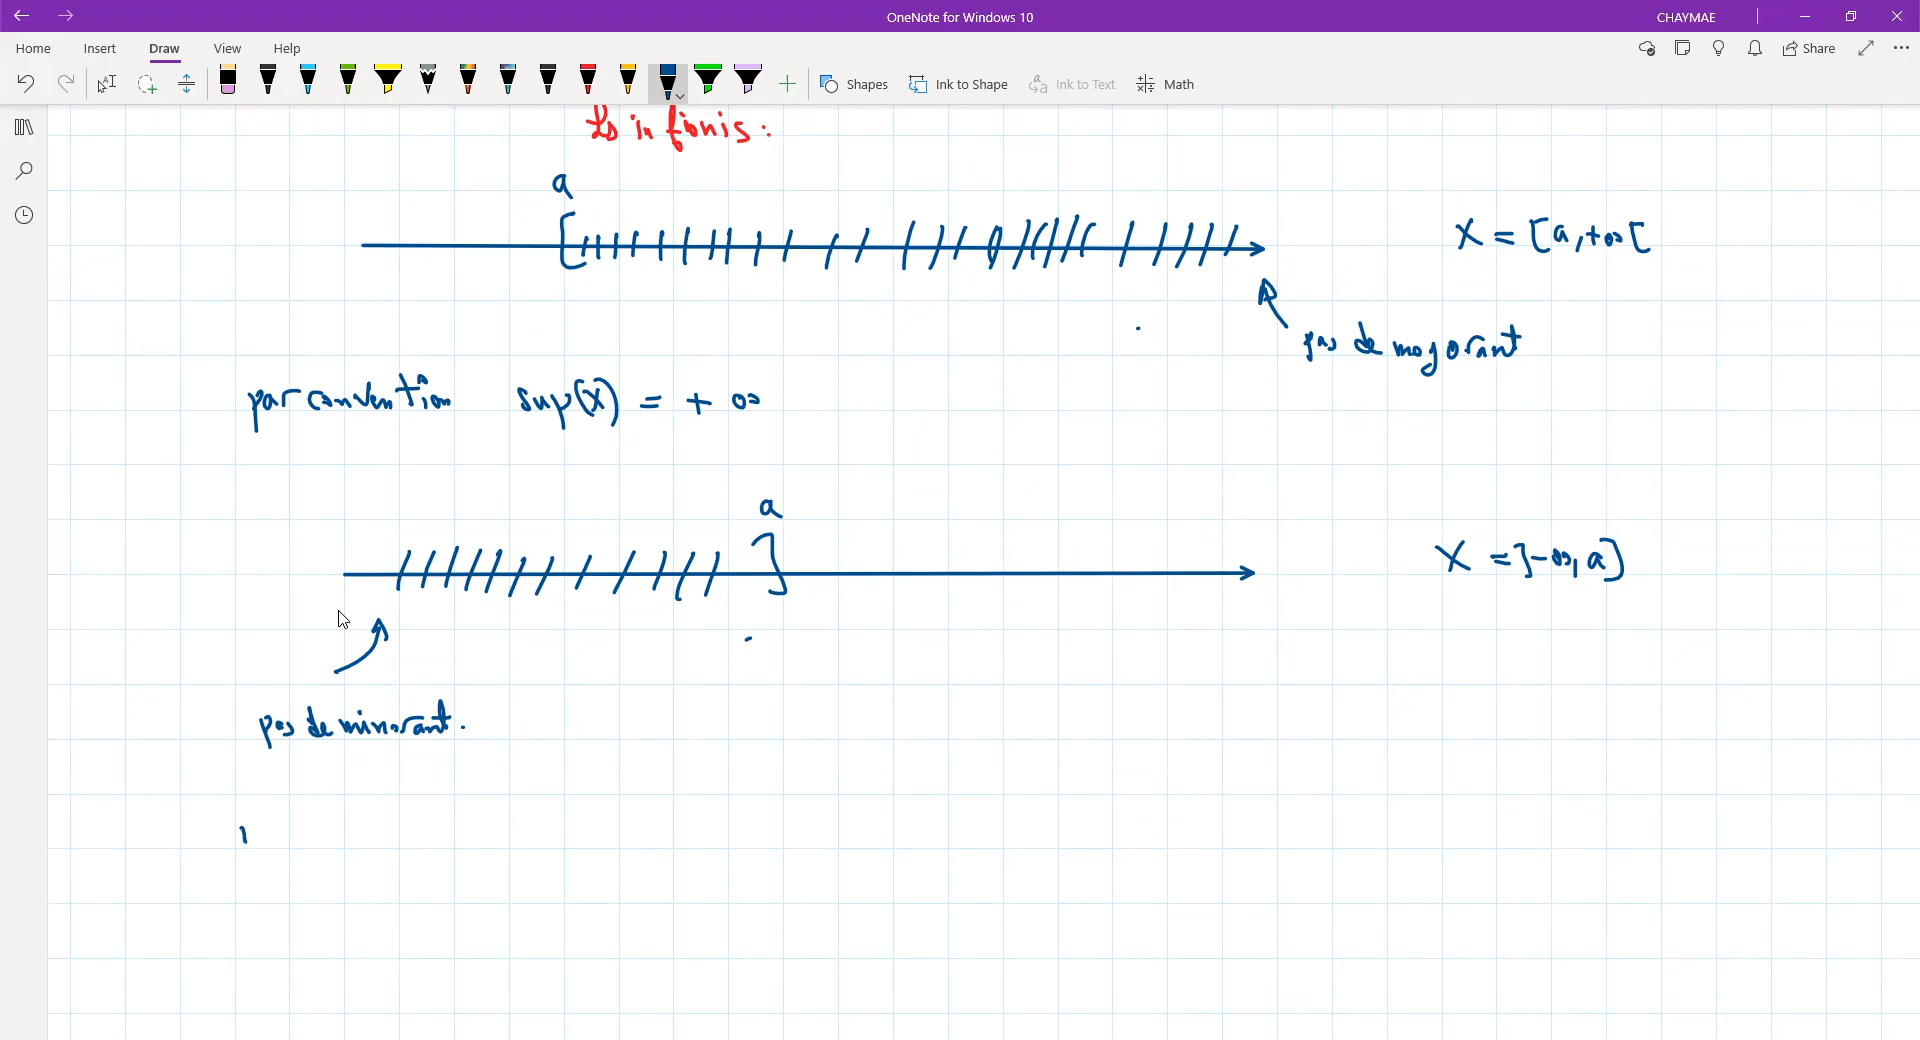 OneNote for Windows 10
CHAYMAE
Home Insert Draw View Help
Share
Shapes Ink to Shape Ink to Text Math
infinis :
a
X = [a, +∞[
pas de majorant
par convention sup(X) = + ∞
a
X = ]-∞, a]
pas de minorant.